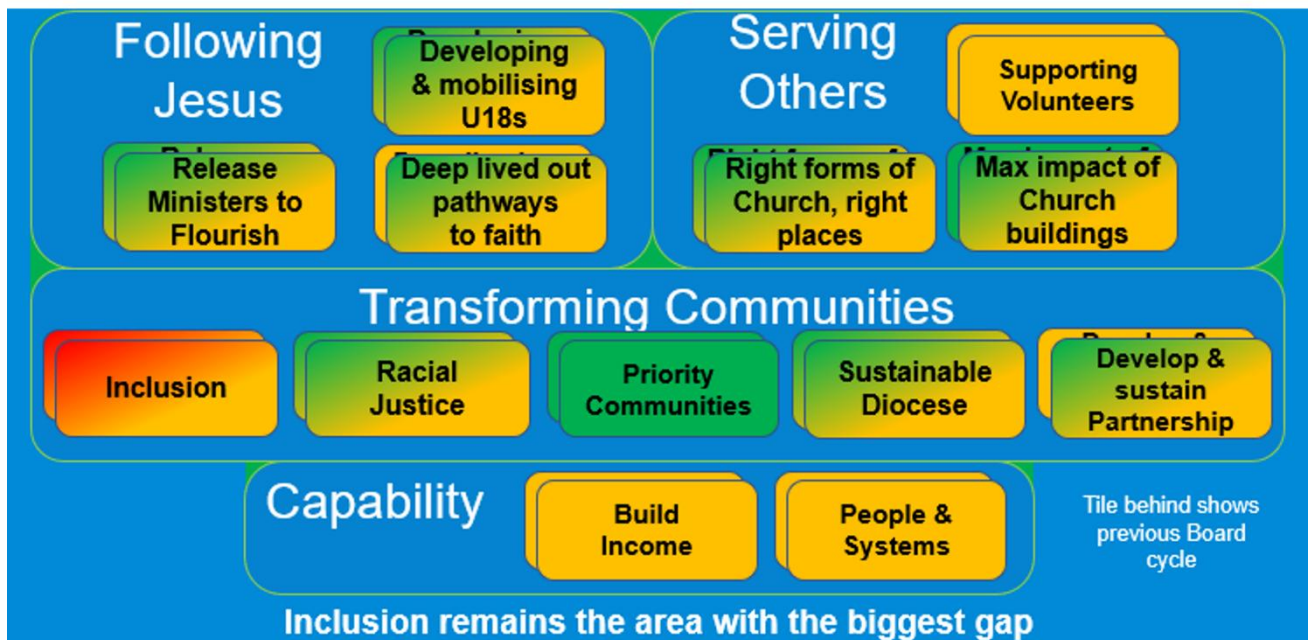 Following
Jesus
Developing
& mobilising
U18s
Release
Ministers to
Flourish
Deep lived out
pathways
to faith
Serving
Others
Supporting
Volunteers
Right forms of
Church, right
places
Max impact of
Church
buildings
Transforming Communities
Inclusion
Racial
Justice
Priority
Communities
Sustainable
Diocese
Develop &
sustain
Partnership
Capability
Build
Income
People &
Systems
Tile behind shows
previous Board
cycle
Inclusion remains the area with the biggest gap